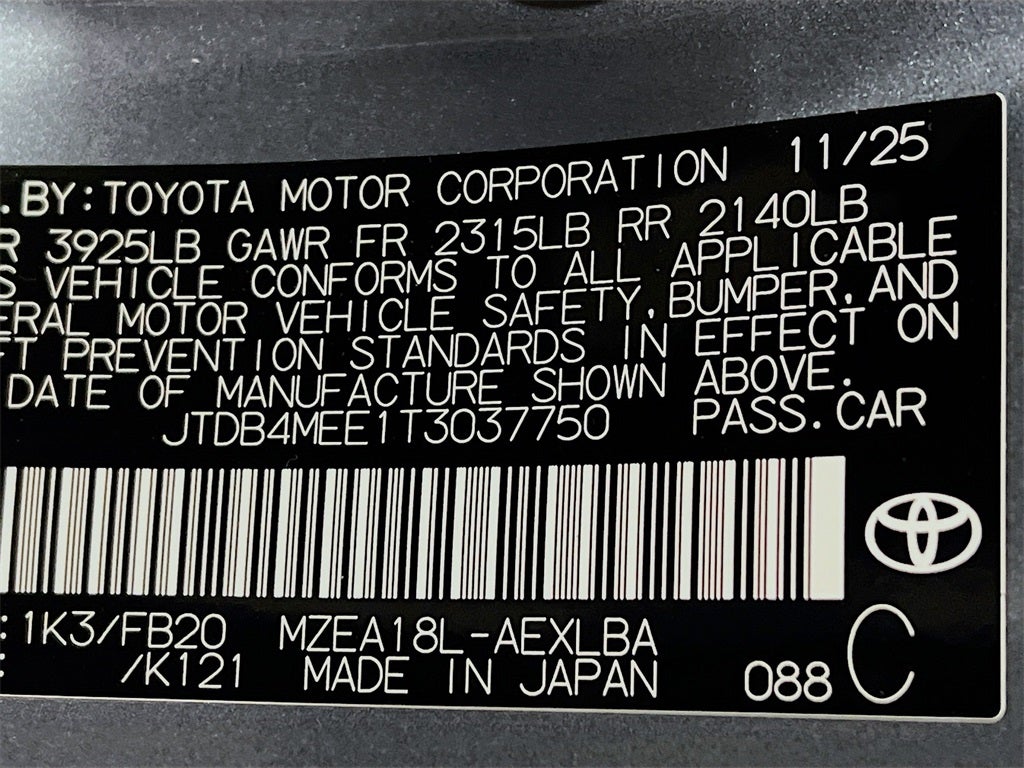 .BY:TOYOTA MOTOR CORPORATION 11/25
R 3925LB GAWR FR 2315LB RR 2140LB
S VEHICLE CONFORMS TO ALL APPLICABLE
ERAL MOTOR VEHICLE SAFETY,BUMPER,AND
FT PREVENTION STANDARDS IN EFFECT ON
DATE OF MANUFACTURE SHOWN ABOVE.
JTDB4MEE1T3037750 PASS.CAR
:1K3/FB20 MZEA18L-AEXLBA C
: /K121 MADE IN JAPAN 088